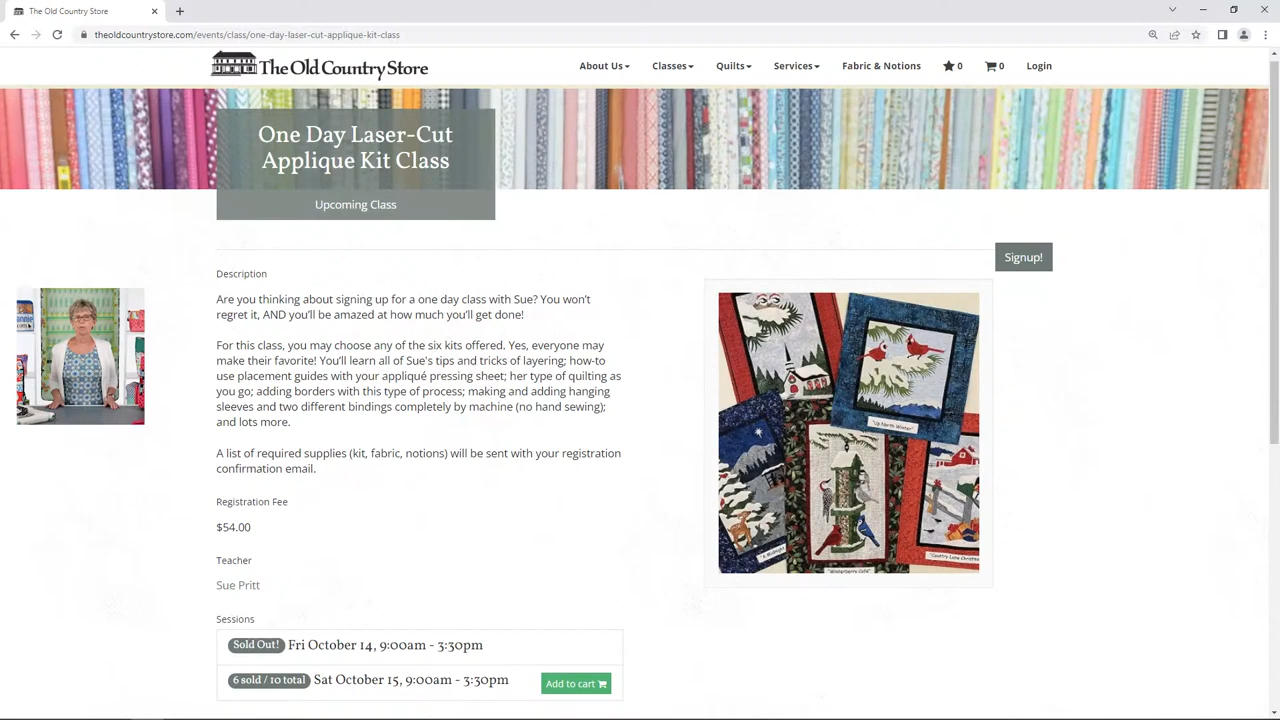 The Old Country Store
theoldcountrystore.com/events/class/one-day-laser-cut-applique-kit-class
The Old Country Store
About Us
Classes
Quilts
Services
Fabric & Notions
0
0
Login
One Day Laser-Cut
Applique Kit Class
Upcoming Class
Signup!
Description
Are you thinking about signing up for a one day class with Sue? You won't
regret it, AND you'll be amazed at how much you'll get done!
For this class, you may choose any of the six kits offered. Yes, everyone may
make their favorite! You'll learn all of Sue's tips and tricks of layering; how-to
use placement guides with your appliqué pressing sheet; her type of quilting as
you go; adding borders with this type of process; making and adding hanging
sleeves and two different bindings completely by machine (no hand sewing);
and lots more.
A list of required supplies (kit, fabric, notions) will be sent with your registration
confirmation email.
Registration Fee
$54.00
Teacher
Sue Pritt
Sessions
Sold Out! Fri October 14, 9:00am - 3:30pm
6 sold / 10 total Sat October 15, 9:00am - 3:30pm
Add to cart
"Up North Winter"
"Winterberry Cafe"
"Country Lane Christmas